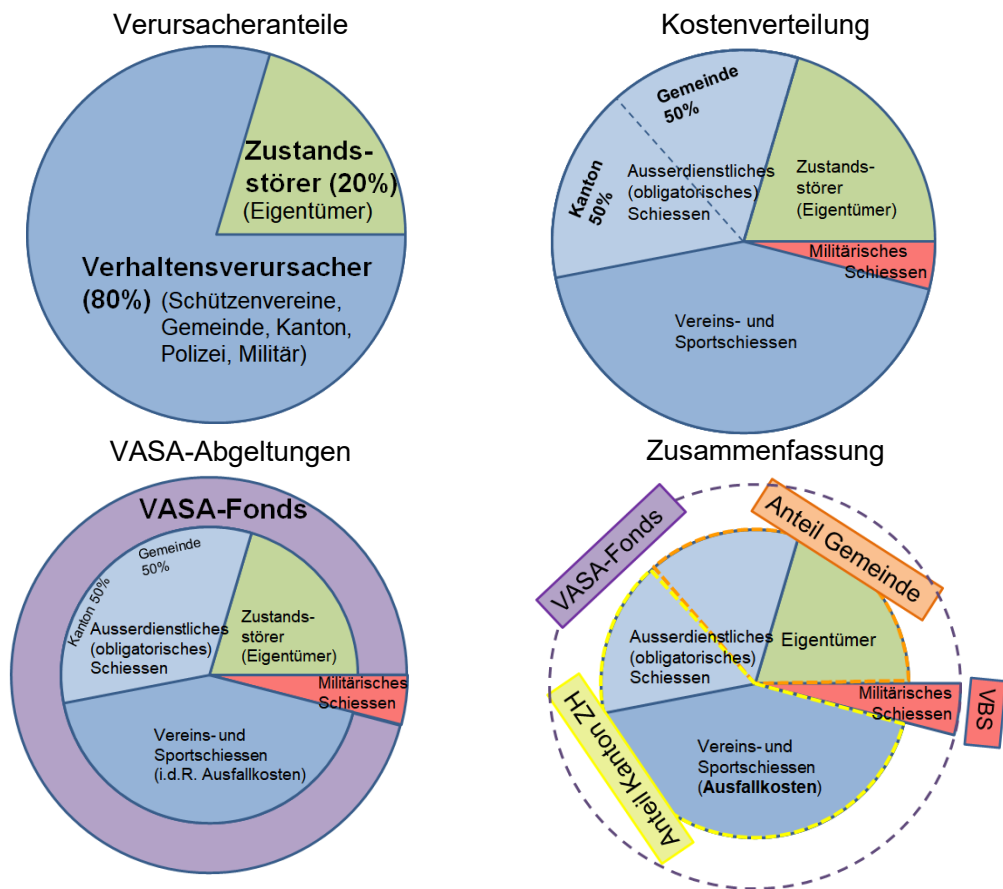 Verursacheranteile
Zustands-
störer (20%)
(Eigentümer)
Verhaltensverursacher
(80%) (Schützenvereine,
Gemeinde, Kanton,
Polizei, Militär)
Kostenverteilung
Gemeinde
50%
Kanton
50%
Ausserdienstliches
(obligatorisches)
Schiessen
Zustands-
störer
(Eigentümer)
Militärisches
Schiessen
Vereins- und
Sportschiessen
VASA-Abgeltungen
VASA-Fonds
Gemeinde
50%
Kanton 50%
Ausserdienstliches
(obligatorisches)
Schiessen
Zustands-
störer
(Eigentümer)
Militärisches
Schiessen
Vereins- und
Sportschiessen
(i.d.R. Ausfallkosten)
Zusammenfassung
VASA-Fonds
Anteil Gemeinde
Ausserdienstliches
(obligatorisches)
Schiessen
Eigentümer
Militärisches
Schiessen
VBS
Vereins- und
Sportschiessen
(Ausfallkosten)
Anteil Kanton ZH